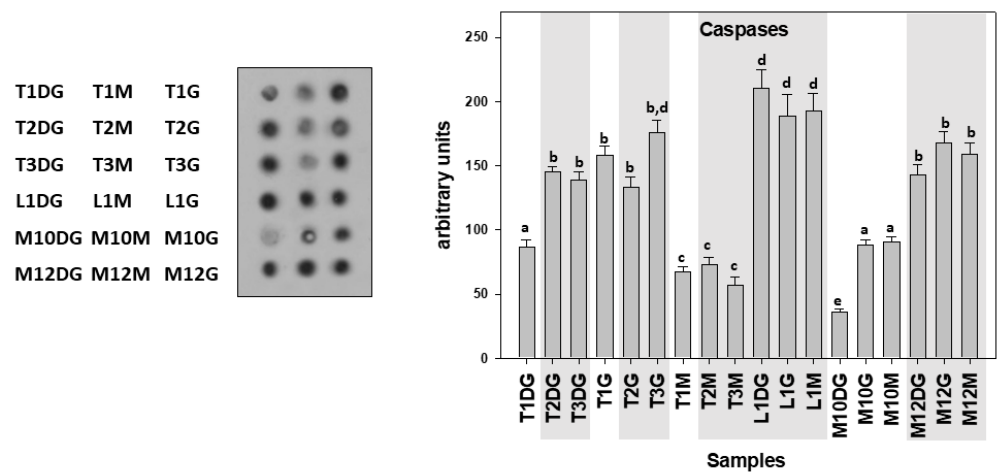 T1DG T1M T1G
T2DG T2M T2G
T3DG T3M T3G
L1DG L1M L1G
M10DG M10M M10G
M12DG M12M M12G
Caspases
arbitrary units
250
200
150
100
50
0
a b b b b b,d c c c d d d e a a b b b
T1DG T2DG T3DG T1G T2G T3G T1M T2M T3M L1DG L1G L1M M10DG M10G M10M M12DG M12G M12M
Samples